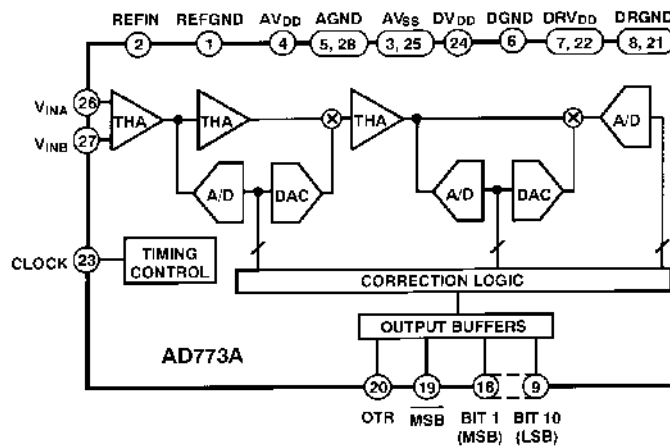 REFIN REFGND AVDD AGND AVSS DVDD DGND DRVDD DRGND
2 1 4 5, 28 3, 25 24 6 7, 22 8, 21
VINA 26
VINB 27
THA THA THA A/D
A/D DAC A/D DAC
CLOCK 23 TIMING CONTROL
CORRECTION LOGIC
OUTPUT BUFFERS
AD773A
20 19 18 9
OTR MSB BIT 1 BIT 10
(MSB) (LSB)